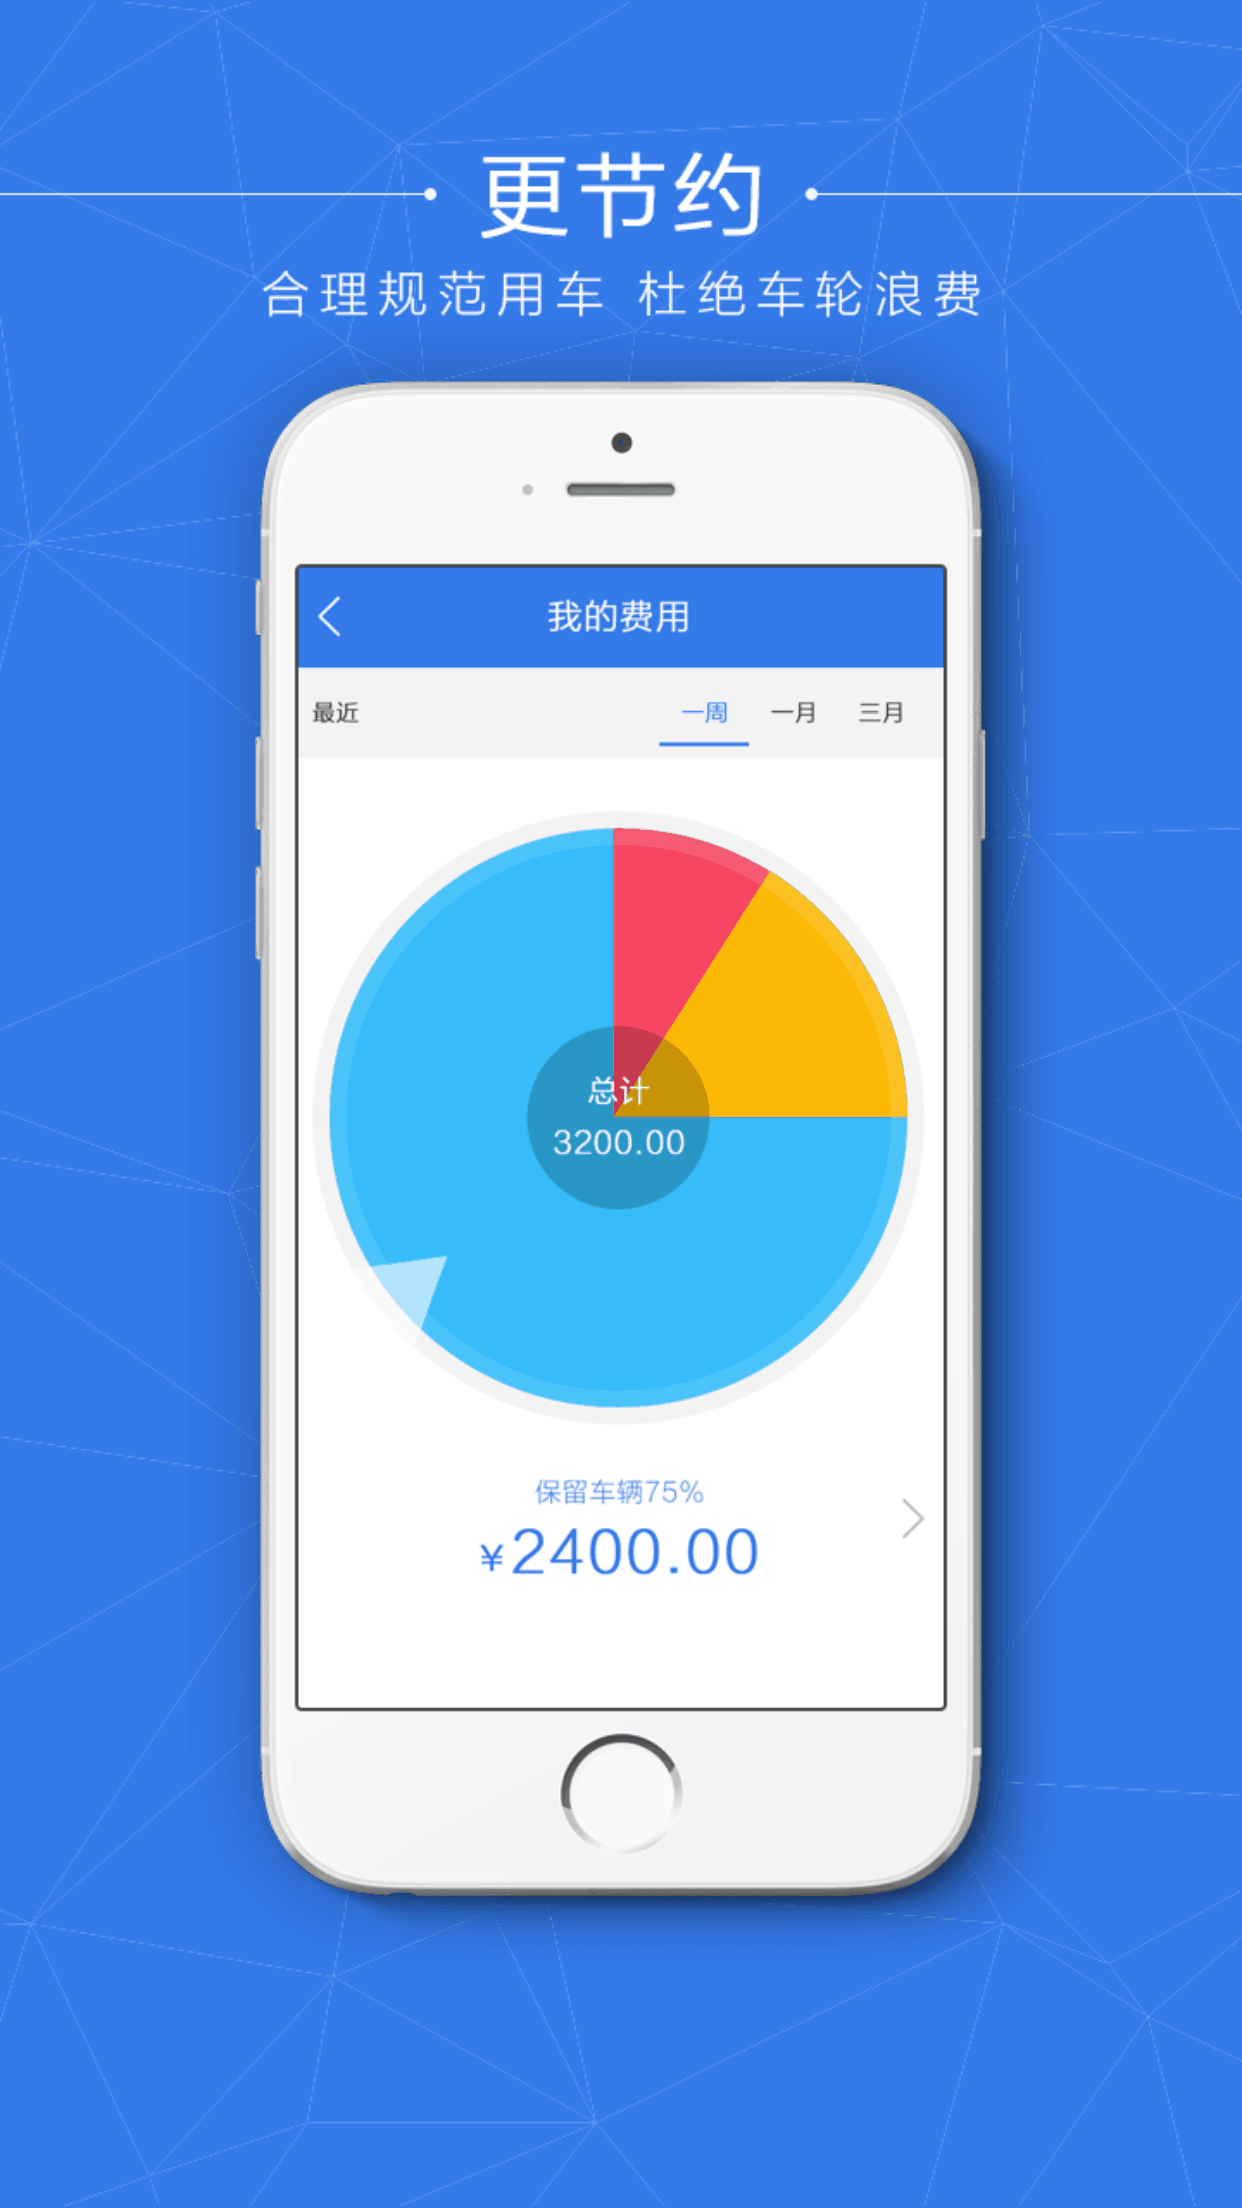 更节约
合理规范用车 杜绝车轮浪费
我的费用
最近 一周 一月 三月
总计
3200.00
保留车辆75%
¥2400.00